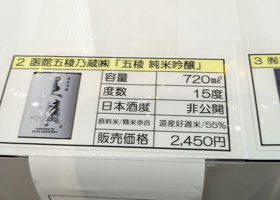 2 函館五稜乃蔵㈱「五稜 純米吟醸」
容量 720㎖
度数 15度
日本酒度 非公開
原料米/精米歩合 道産好適米/55%
販売価格 2,450円
3 ㈲